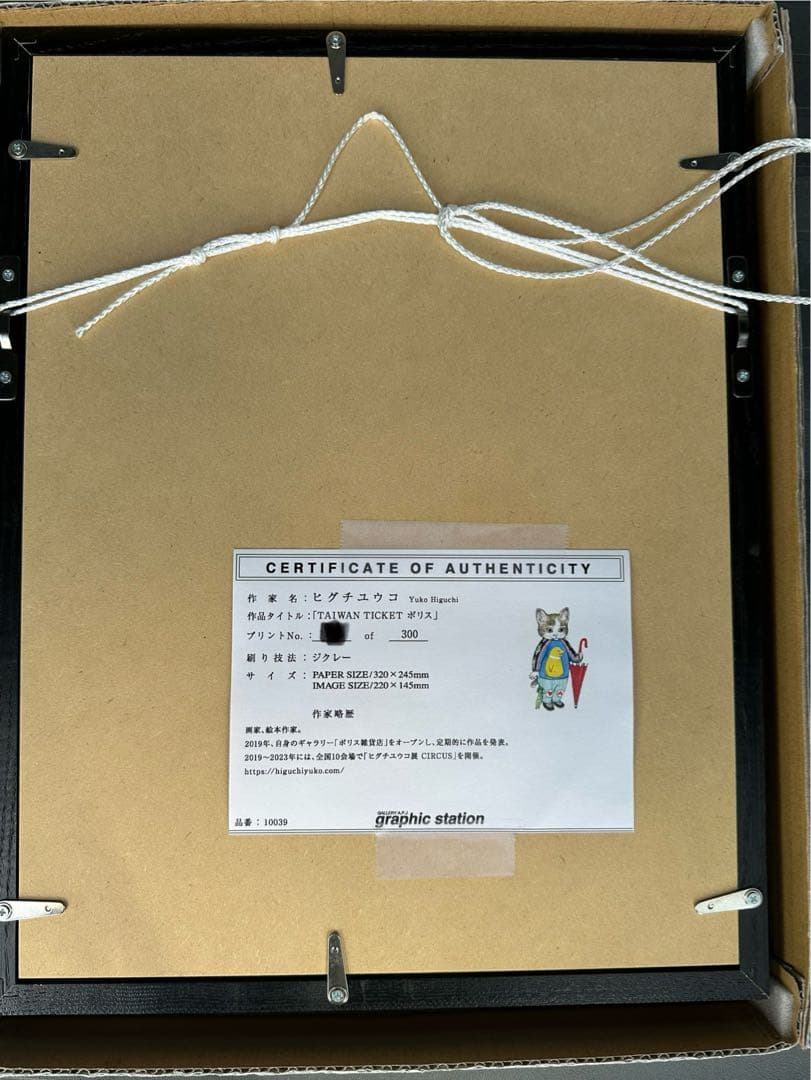 CERTIFICATE OF AUTHENTICITY
作家名：ヒグチユウコ Yuko Higuchi
作品タイトル：「TAIWAN TICKET ボリス」
プリントNo.： of 300
刷り技法：ジクレー
サイズ：PAPER SIZE/320×245mm
IMAGE SIZE/220×145mm
作家略歴
画家、絵本作家。
2019年、自身のギャラリー「ボリス雑貨店」をオープンし、定期的に作品を発表。
2019～2023年には、全国10会場で「ヒグチユウコ展 CIRCUS」を開催。
https://higuchiyuko.com/
GALLERY A.P.J
graphic station
品番：10039